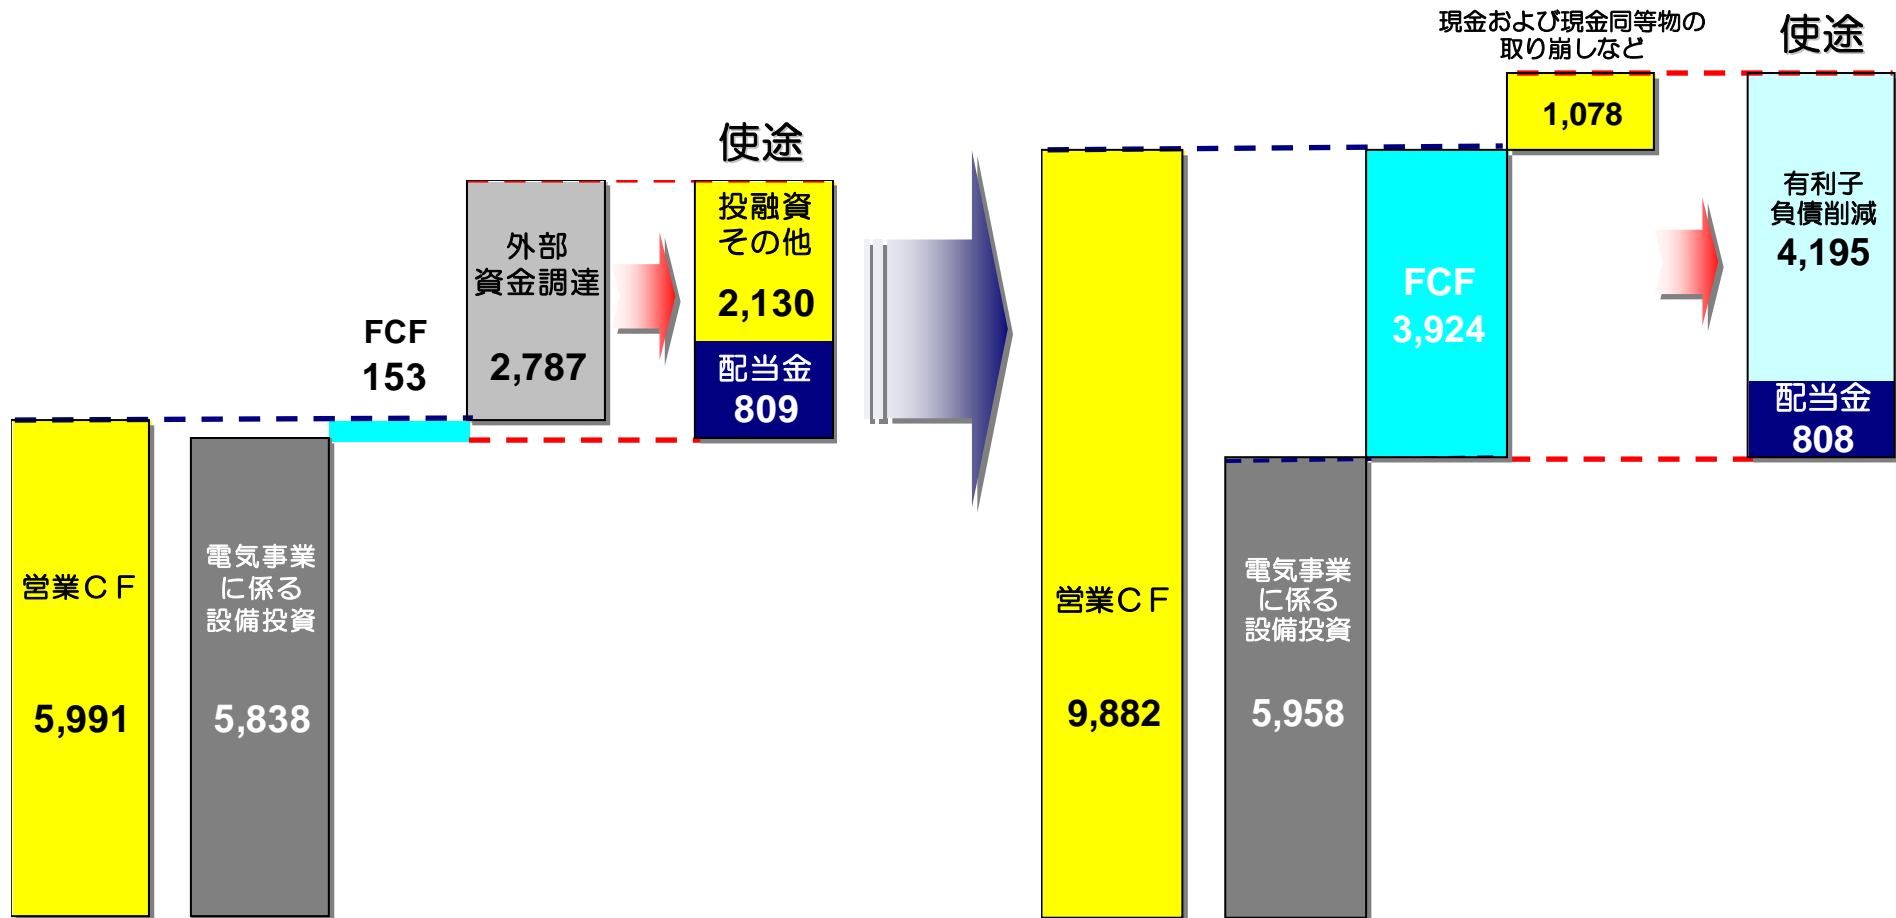 使途
外部
資金調達
2,787
投融資
その他
2,130
配当金
809
FCF
153
営業ＣＦ
5,991
電気事業
に係る
設備投資
5,838
現金および現金同等物の
取り崩しなど
1,078
使途
有利子
負債削減
4,195
配当金
808
FCF
3,924
営業ＣＦ
9,882
電気事業
に係る
設備投資
5,958